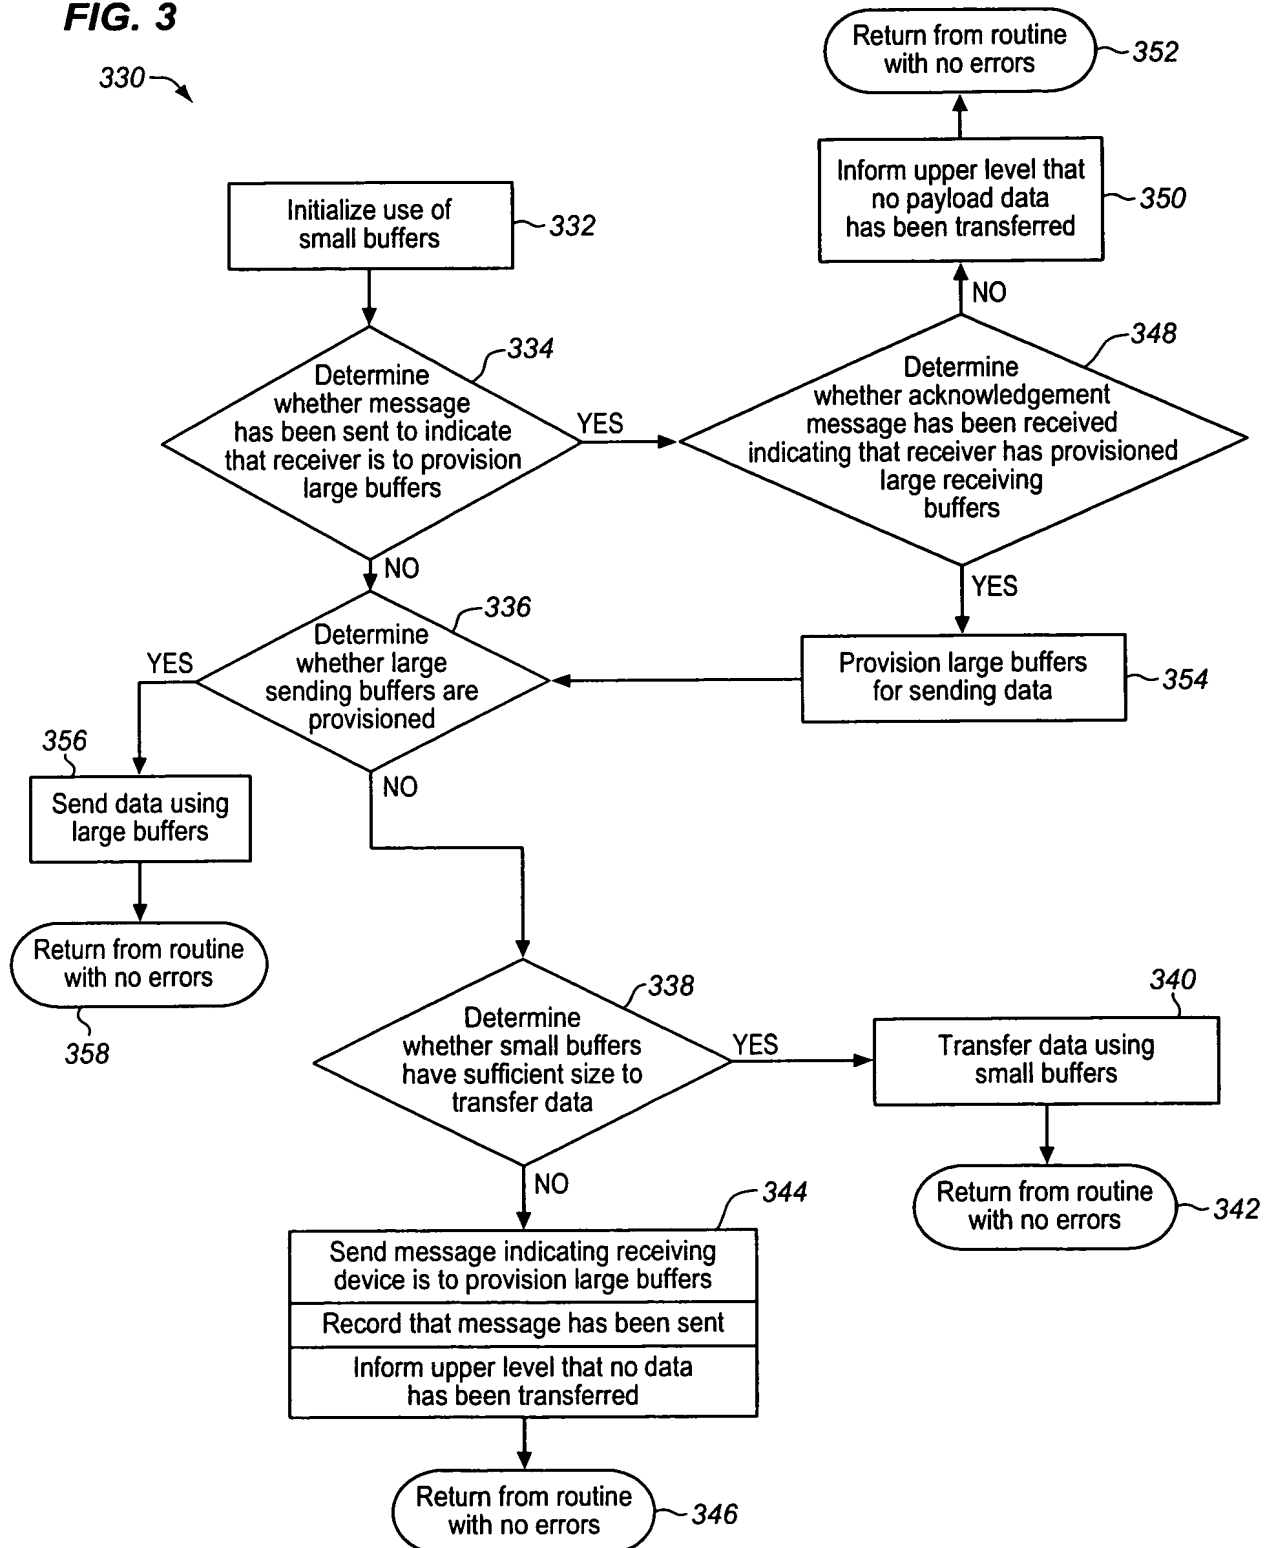 FIG. 3
330
Return from routine
with no errors
352
Inform upper level that
no payload data
has been transferred
350
NO
Initialize use of
small buffers
332
Determine
whether message
has been sent to indicate
that receiver is to provision
large buffers
334
YES
NO
Determine
whether acknowledgement
message has been received
indicating that receiver has provisioned
large receiving
buffers
348
YES
Determine
whether large
sending buffers are
provisioned
336
YES
NO
Provision large buffers
for sending data
354
356
Send data using
large buffers
Return from routine
with no errors
358
Determine
whether small buffers
have sufficient size to
transfer data
338
YES
NO
340
Transfer data using
small buffers
Return from routine
with no errors
342
344
Send message indicating receiving
device is to provision large buffers
Record that message has been sent
Inform upper level that no data
has been transferred
Return from routine
with no errors
346